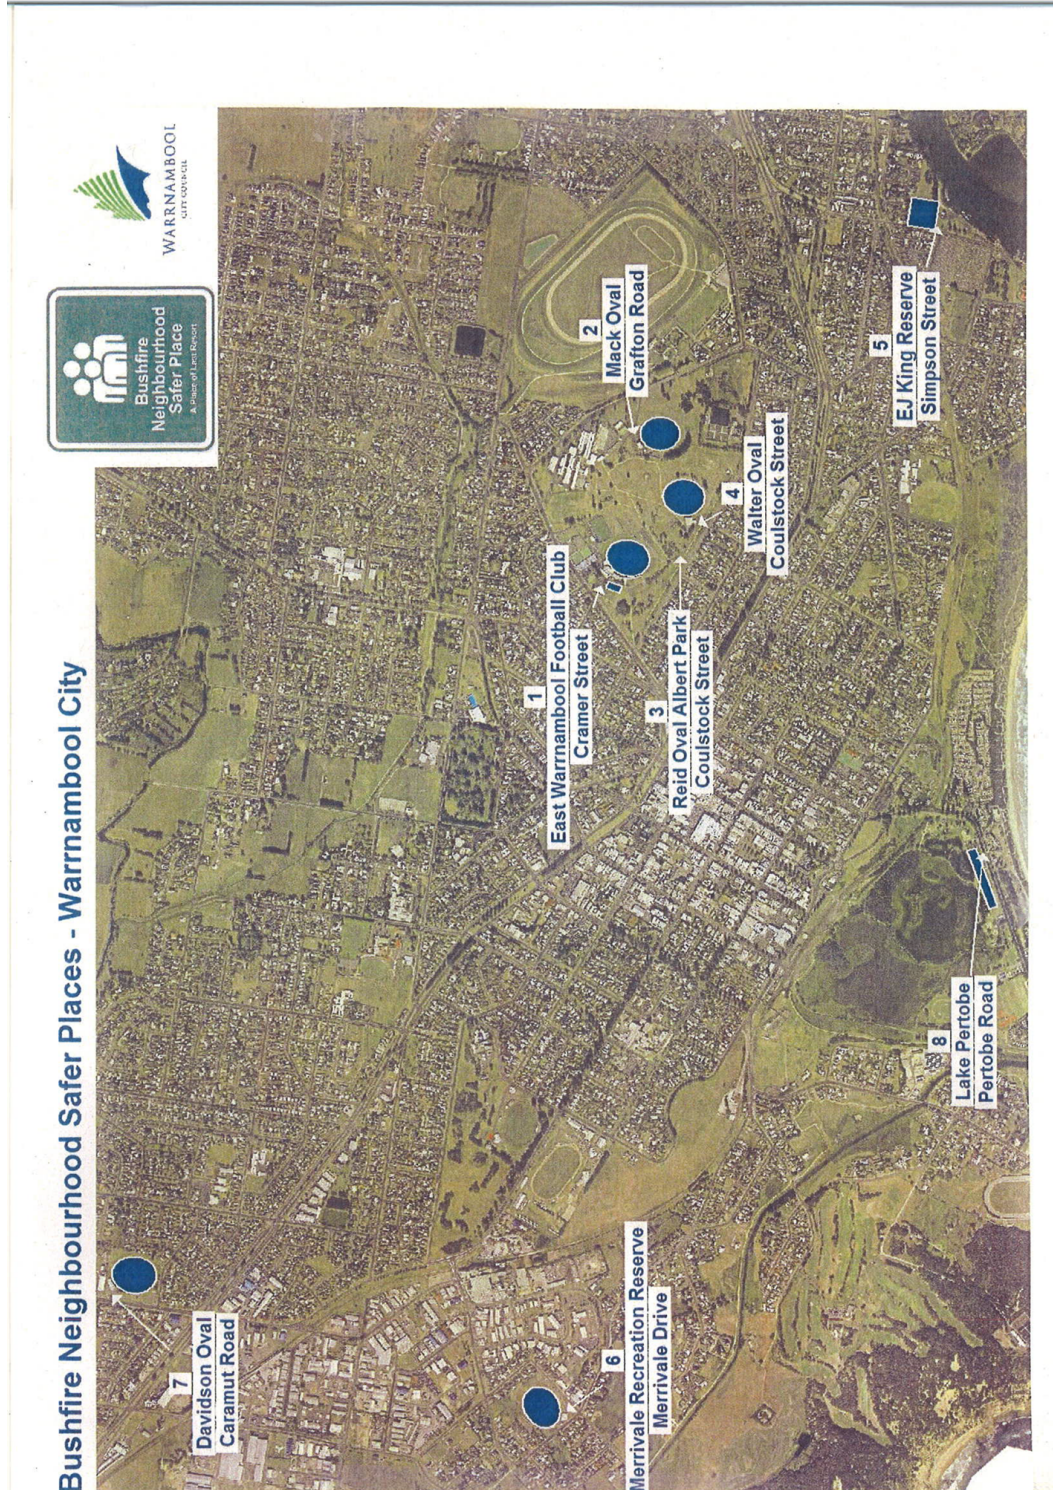 Bushfire Neighbourhood Safer Places - Warrnambool City
Bushfire
Neighbourhood
Safer Place
A Place of Last Resort
WARRNAMBOOL
CITY COUNCIL
7
Davidson Oval
Caramut Road
1
East Warrnambool Football Club
Cramer Street
2
Mack Oval
Grafton Road
3
Reid Oval Albert Park
Coulstock Street
4
Walter Oval
Coulstock Street
6
Merrivale Recreation Reserve
Merrivale Drive
5
EJ King Reserve
Simpson Street
8
Lake Pertobe
Pertobe Road